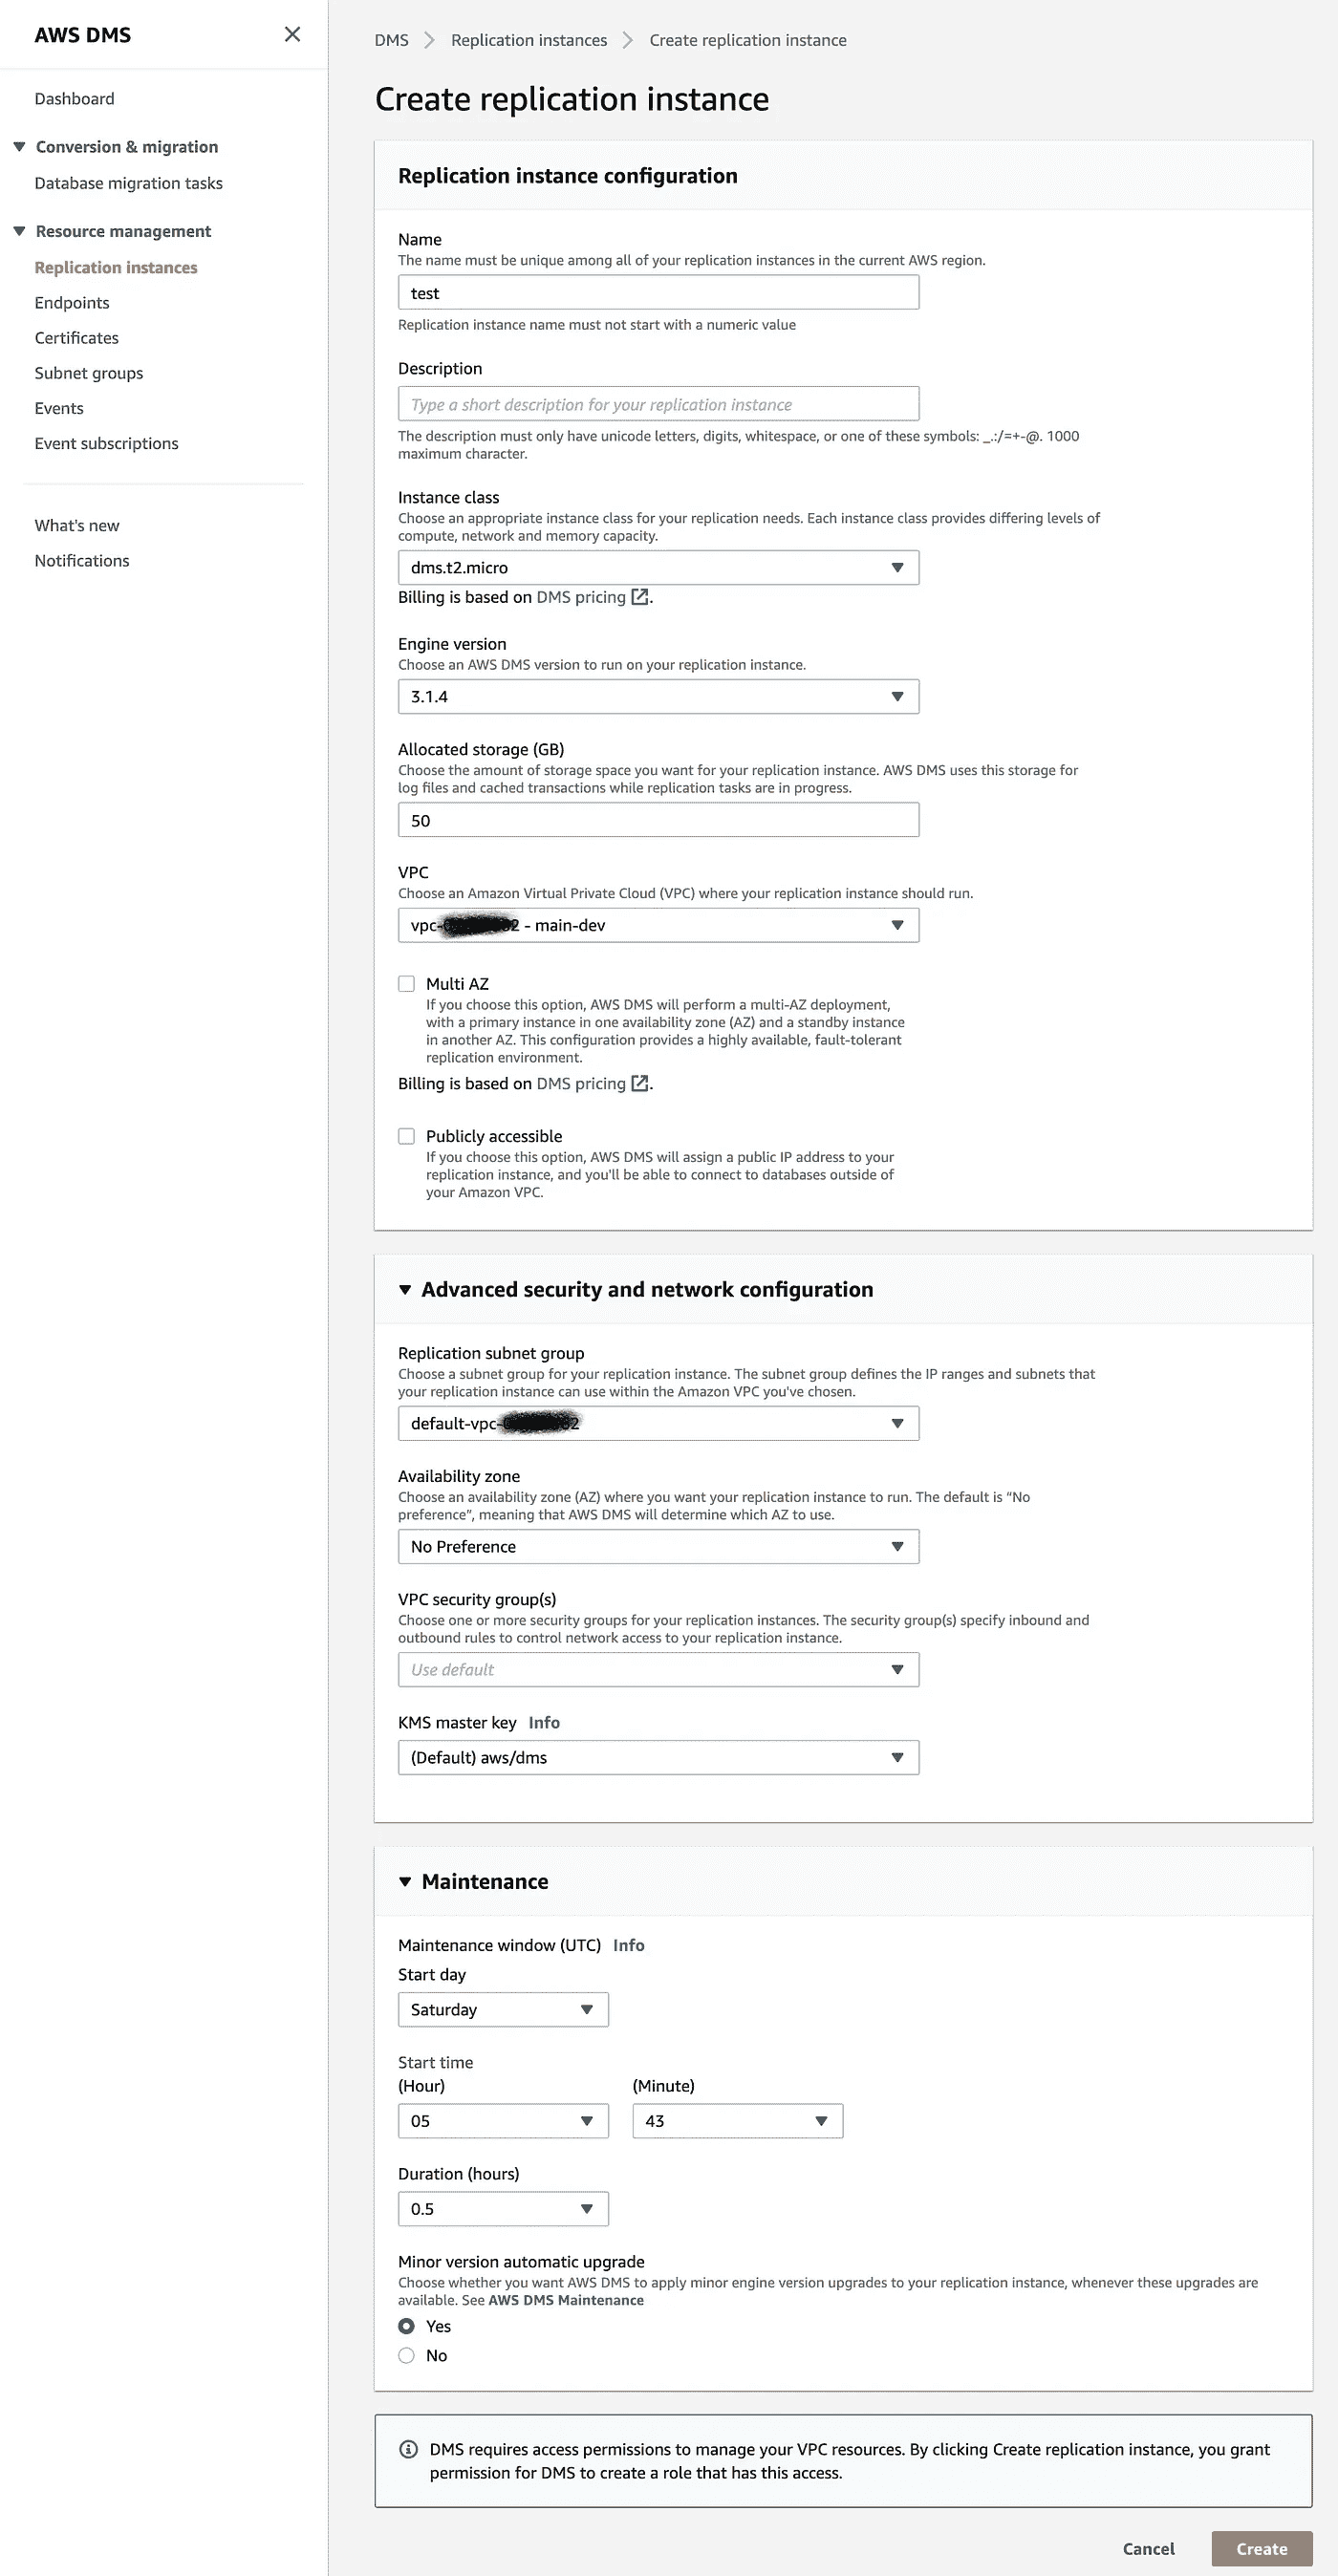 AWS DMS
Dashboard
Conversion & migration
Database migration tasks
Resource management
Replication instances
Endpoints
Certificates
Subnet groups
Events
Event subscriptions
What's new
Notifications
DMS > Replication instances > Create replication instance
Create replication instance
Replication instance configuration
Name
The name must be unique among all of your replication instances in the current AWS region.
test
Replication instance name must not start with a numeric value
Description
Type a short description for your replication instance
The description must only have unicode letters, digits, whitespace, or one of these symbols: _.:/=+-@. 1000
maximum character.
Instance class
Choose an appropriate instance class for your replication needs. Each instance class provides differing levels of
compute, network and memory capacity.
dms.t2.micro
Billing is based on DMS pricing.
Engine version
Choose an AWS DMS version to run on your replication instance.
3.1.4
Allocated storage (GB)
Choose the amount of storage space you want for your replication instance. AWS DMS uses this storage for
log files and cached transactions while replication tasks are in progress.
50
VPC
Choose an Amazon Virtual Private Cloud (VPC) where your replication instance should run.
vpc- 2 - main-dev
Multi AZ
If you choose this option, AWS DMS will perform a multi-AZ deployment,
with a primary instance in one availability zone (AZ) and a standby instance
in another AZ. This configuration provides a highly available, fault-tolerant
replication environment.
Billing is based on DMS pricing.
Publicly accessible
If you choose this option, AWS DMS will assign a public IP address to your
replication instance, and you'll be able to connect to databases outside of
your Amazon VPC.
Advanced security and network configuration
Replication subnet group
Choose a subnet group for your replication instance. The subnet group defines the IP ranges and subnets that
your replication instance can use within the Amazon VPC you've chosen.
default-vpc- 2
Availability zone
Choose an availability zone (AZ) where you want your replication instance to run. The default is “No
preference”, meaning that AWS DMS will determine which AZ to use.
No Preference
VPC security group(s)
Choose one or more security groups for your replication instances. The security group(s) specify inbound and
outbound rules to control network access to your replication instance.
Use default
KMS master key Info
(Default) aws/dms
Maintenance
Maintenance window (UTC) Info
Start day
Saturday
Start time
(Hour) (Minute)
05 43
Duration (hours)
0.5
Minor version automatic upgrade
Choose whether you want AWS DMS to apply minor engine version upgrades to your replication instance, whenever these upgrades are
available. See AWS DMS Maintenance
Yes
No
DMS requires access permissions to manage your VPC resources. By clicking Create replication instance, you grant
permission for DMS to create a role that has this access.
Cancel Create